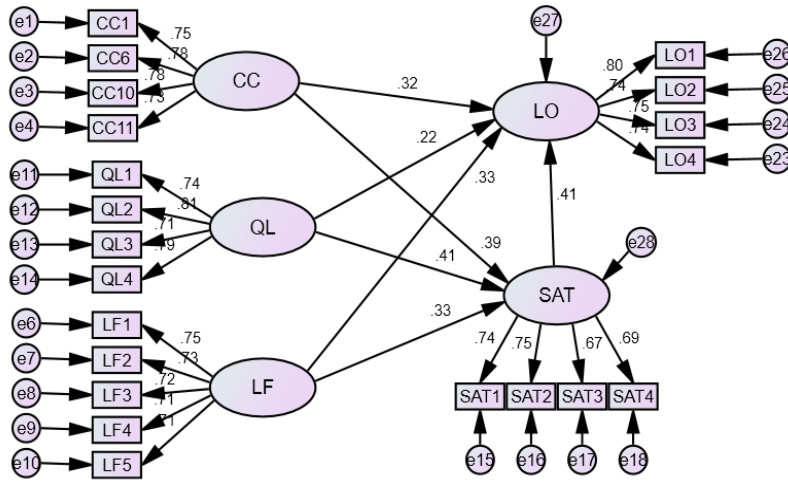 e1
CC1
.75
e2
CC6
.78
e3
CC10
.78
e4
CC11
.73
CC
e11
QL1
.74
e12
QL2
.81
e13
QL3
.71
e14
QL4
.79
QL
e6
LF1
.75
e7
LF2
.73
e8
LF3
.72
e9
LF4
.71
e10
LF5
.71
LF
.32
.22
.33
.39
.41
.33
.41
e27
LO
.80
LO1
e26
.74
LO2
e25
.75
LO3
e24
.74
LO4
e23
e28
SAT
.74
.75
.67
.69
SAT1
SAT2
SAT3
SAT4
e15
e16
e17
e18